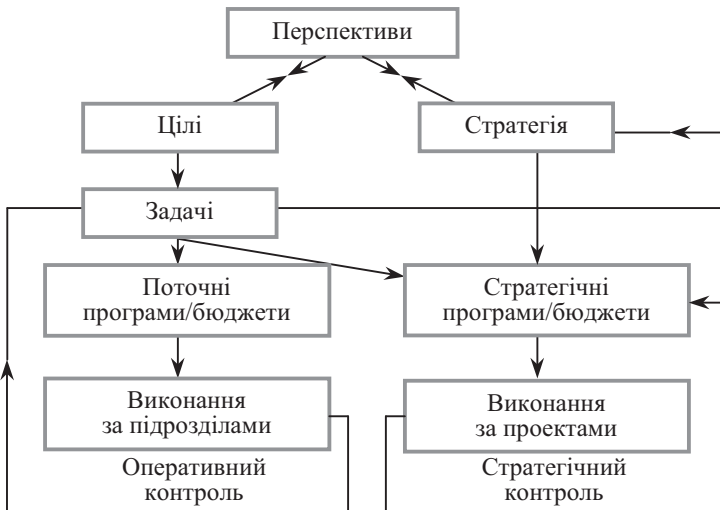 Перспективи
Цілі
Стратегія
Задачі
Поточні
програми/бюджети
Стратегічні
програми/бюджети
Виконання
за підрозділами
Виконання
за проектами
Оперативний
контроль
Стратегічний
контроль